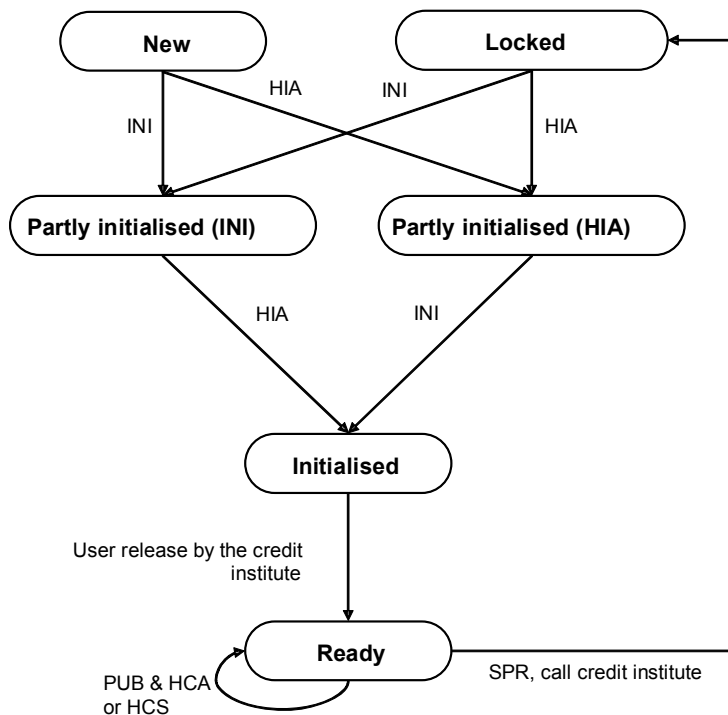 New
Locked
HIA
INI
INI
HIA
Partly initialised (INI)
Partly initialised (HIA)
HIA
INI
Initialised
User release by the credit
institute
Ready
SPR, call credit institute
PUB & HCA
or HCS